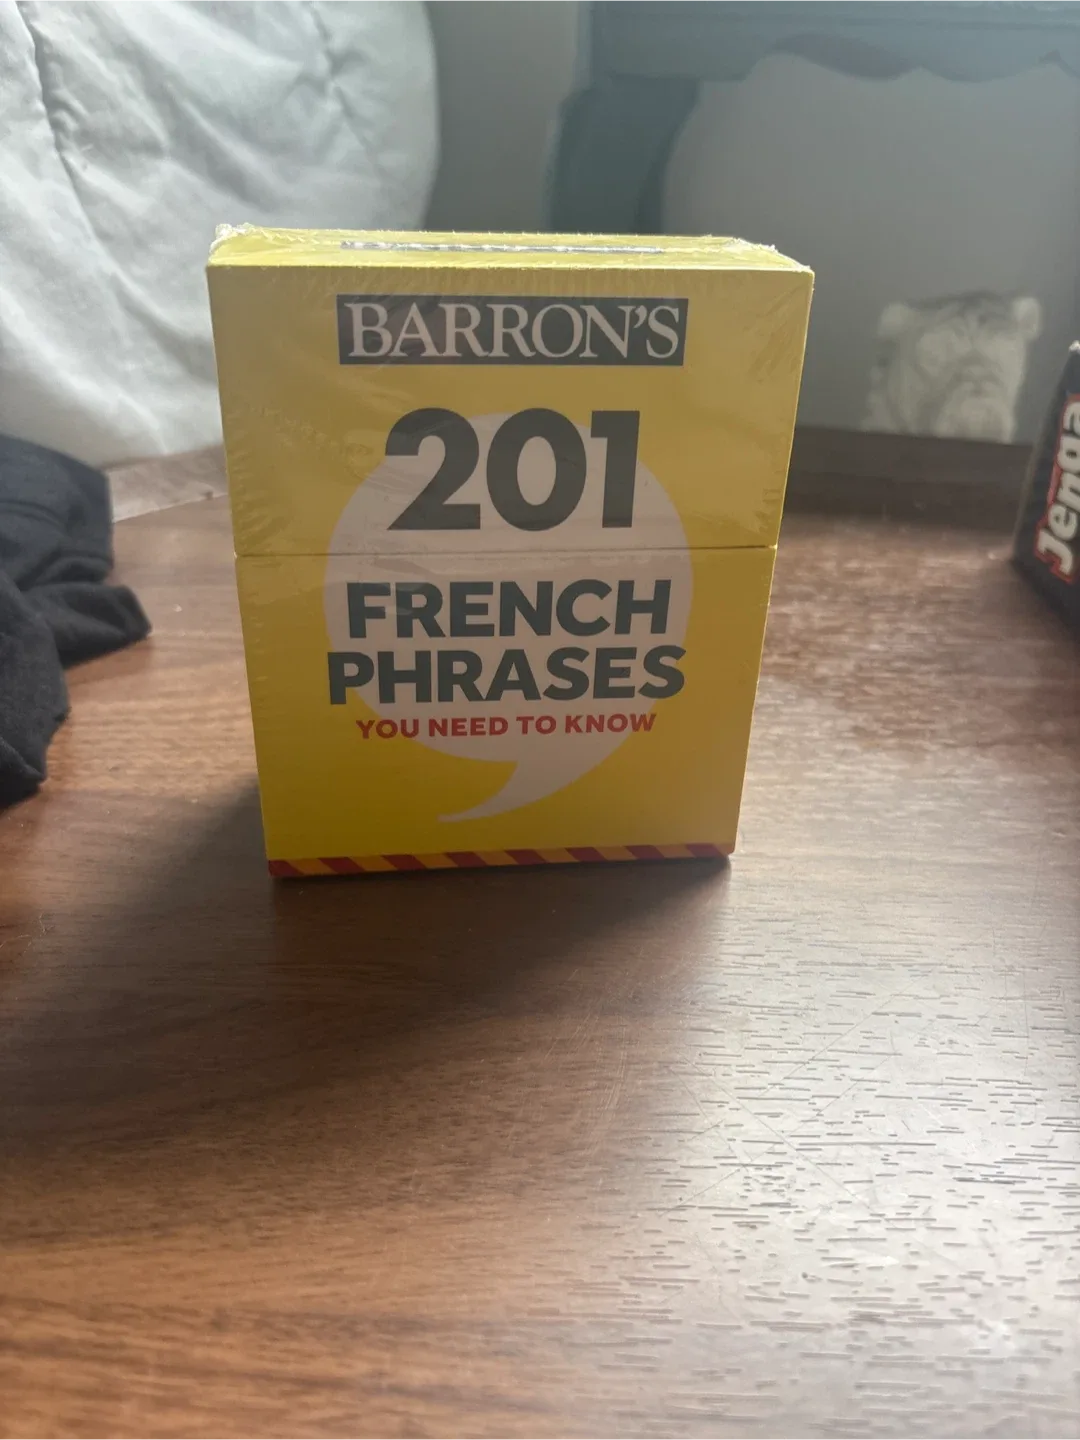 BARRON'S
201
FRENCH
PHRASES
YOU NEED TO KNOW
Jenga